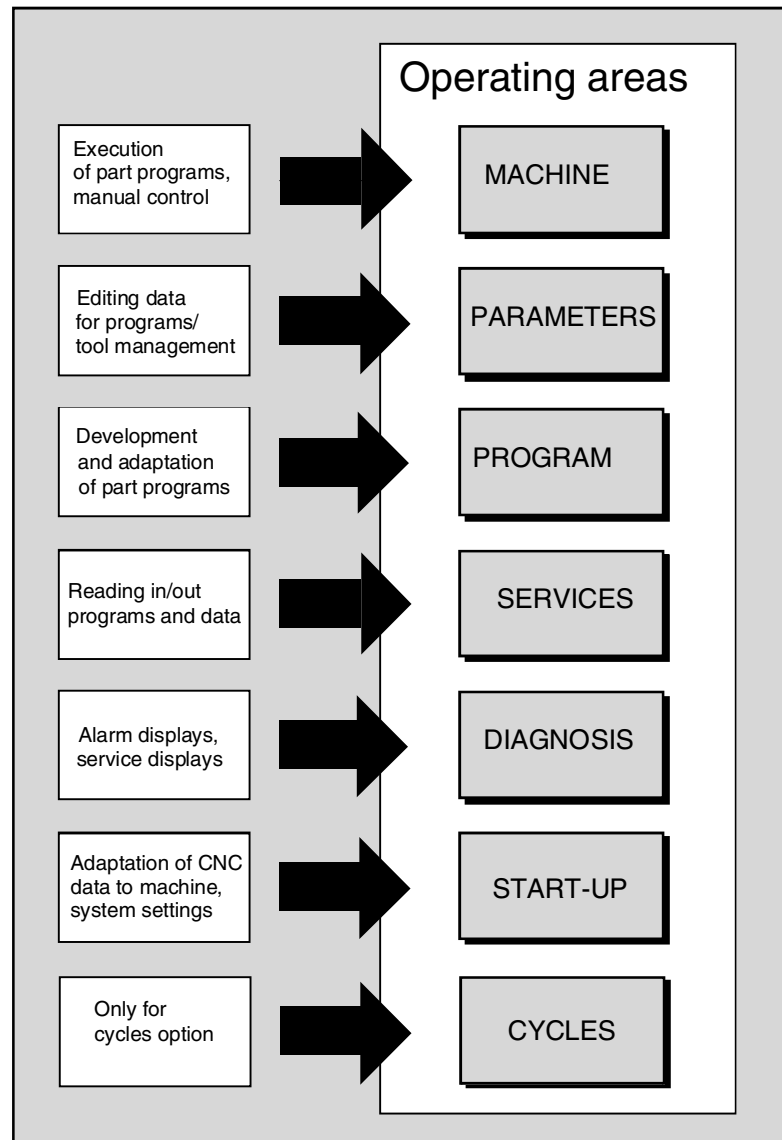 Operating areas
Execution
of part programs,
manual control
MACHINE
Editing data
for programs/
tool management
PARAMETERS
Development
and adaptation
of part programs
PROGRAM
Reading in/out
programs and data
SERVICES
Alarm displays,
service displays
DIAGNOSIS
Adaptation of CNC
data to machine,
system settings
START-UP
Only for
cycles option
CYCLES